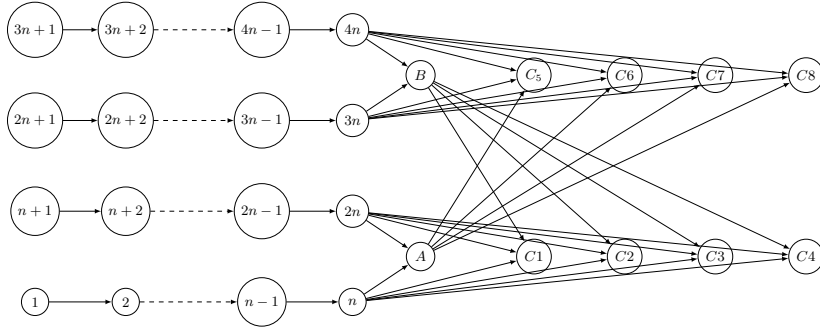 3n + 1 3n + 2 4n − 1 4n
B C₅ C6 C7 C8
2n + 1 2n + 2 3n − 1 3n
n + 1 n + 2 2n − 1 2n
A C1 C2 C3 C4
1 2 n − 1 n